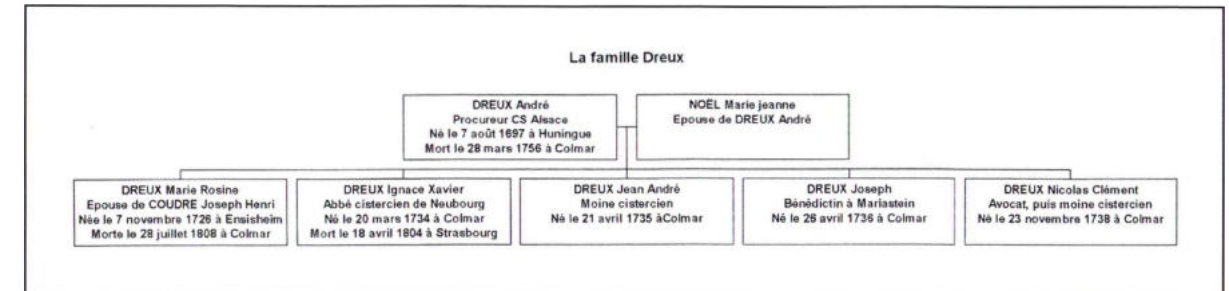 La famille Dreux
DREUX André
Procureur CS Alsace
Né le 7 août 1697 à Huningue
Mort le 28 mars 1756 à Colmar
NOËL Marie jeanne
Epouse de DREUX André
DREUX Marie Rosine
Epouse de COUDRE Joseph Henri
Née le 7 novembre 1726 à Ensisheim
Morte le 28 juillet 1808 à Colmar
DREUX Ignace Xavier
Abbé cistercien de Neubourg
Né le 20 mars 1734 à Colmar
Mort le 18 avril 1804 à Strasbourg
DREUX Jean André
Moine cistercien
Né le 21 avril 1735 àColmar
DREUX Joseph
Bénédictin à Mariastein
Né le 26 avril 1736 à Colmar
DREUX Nicolas Clément
Avocat, puis moine cistercien
Né le 23 novembre 1738 à Colmar